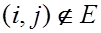 (i, j) ∉ E